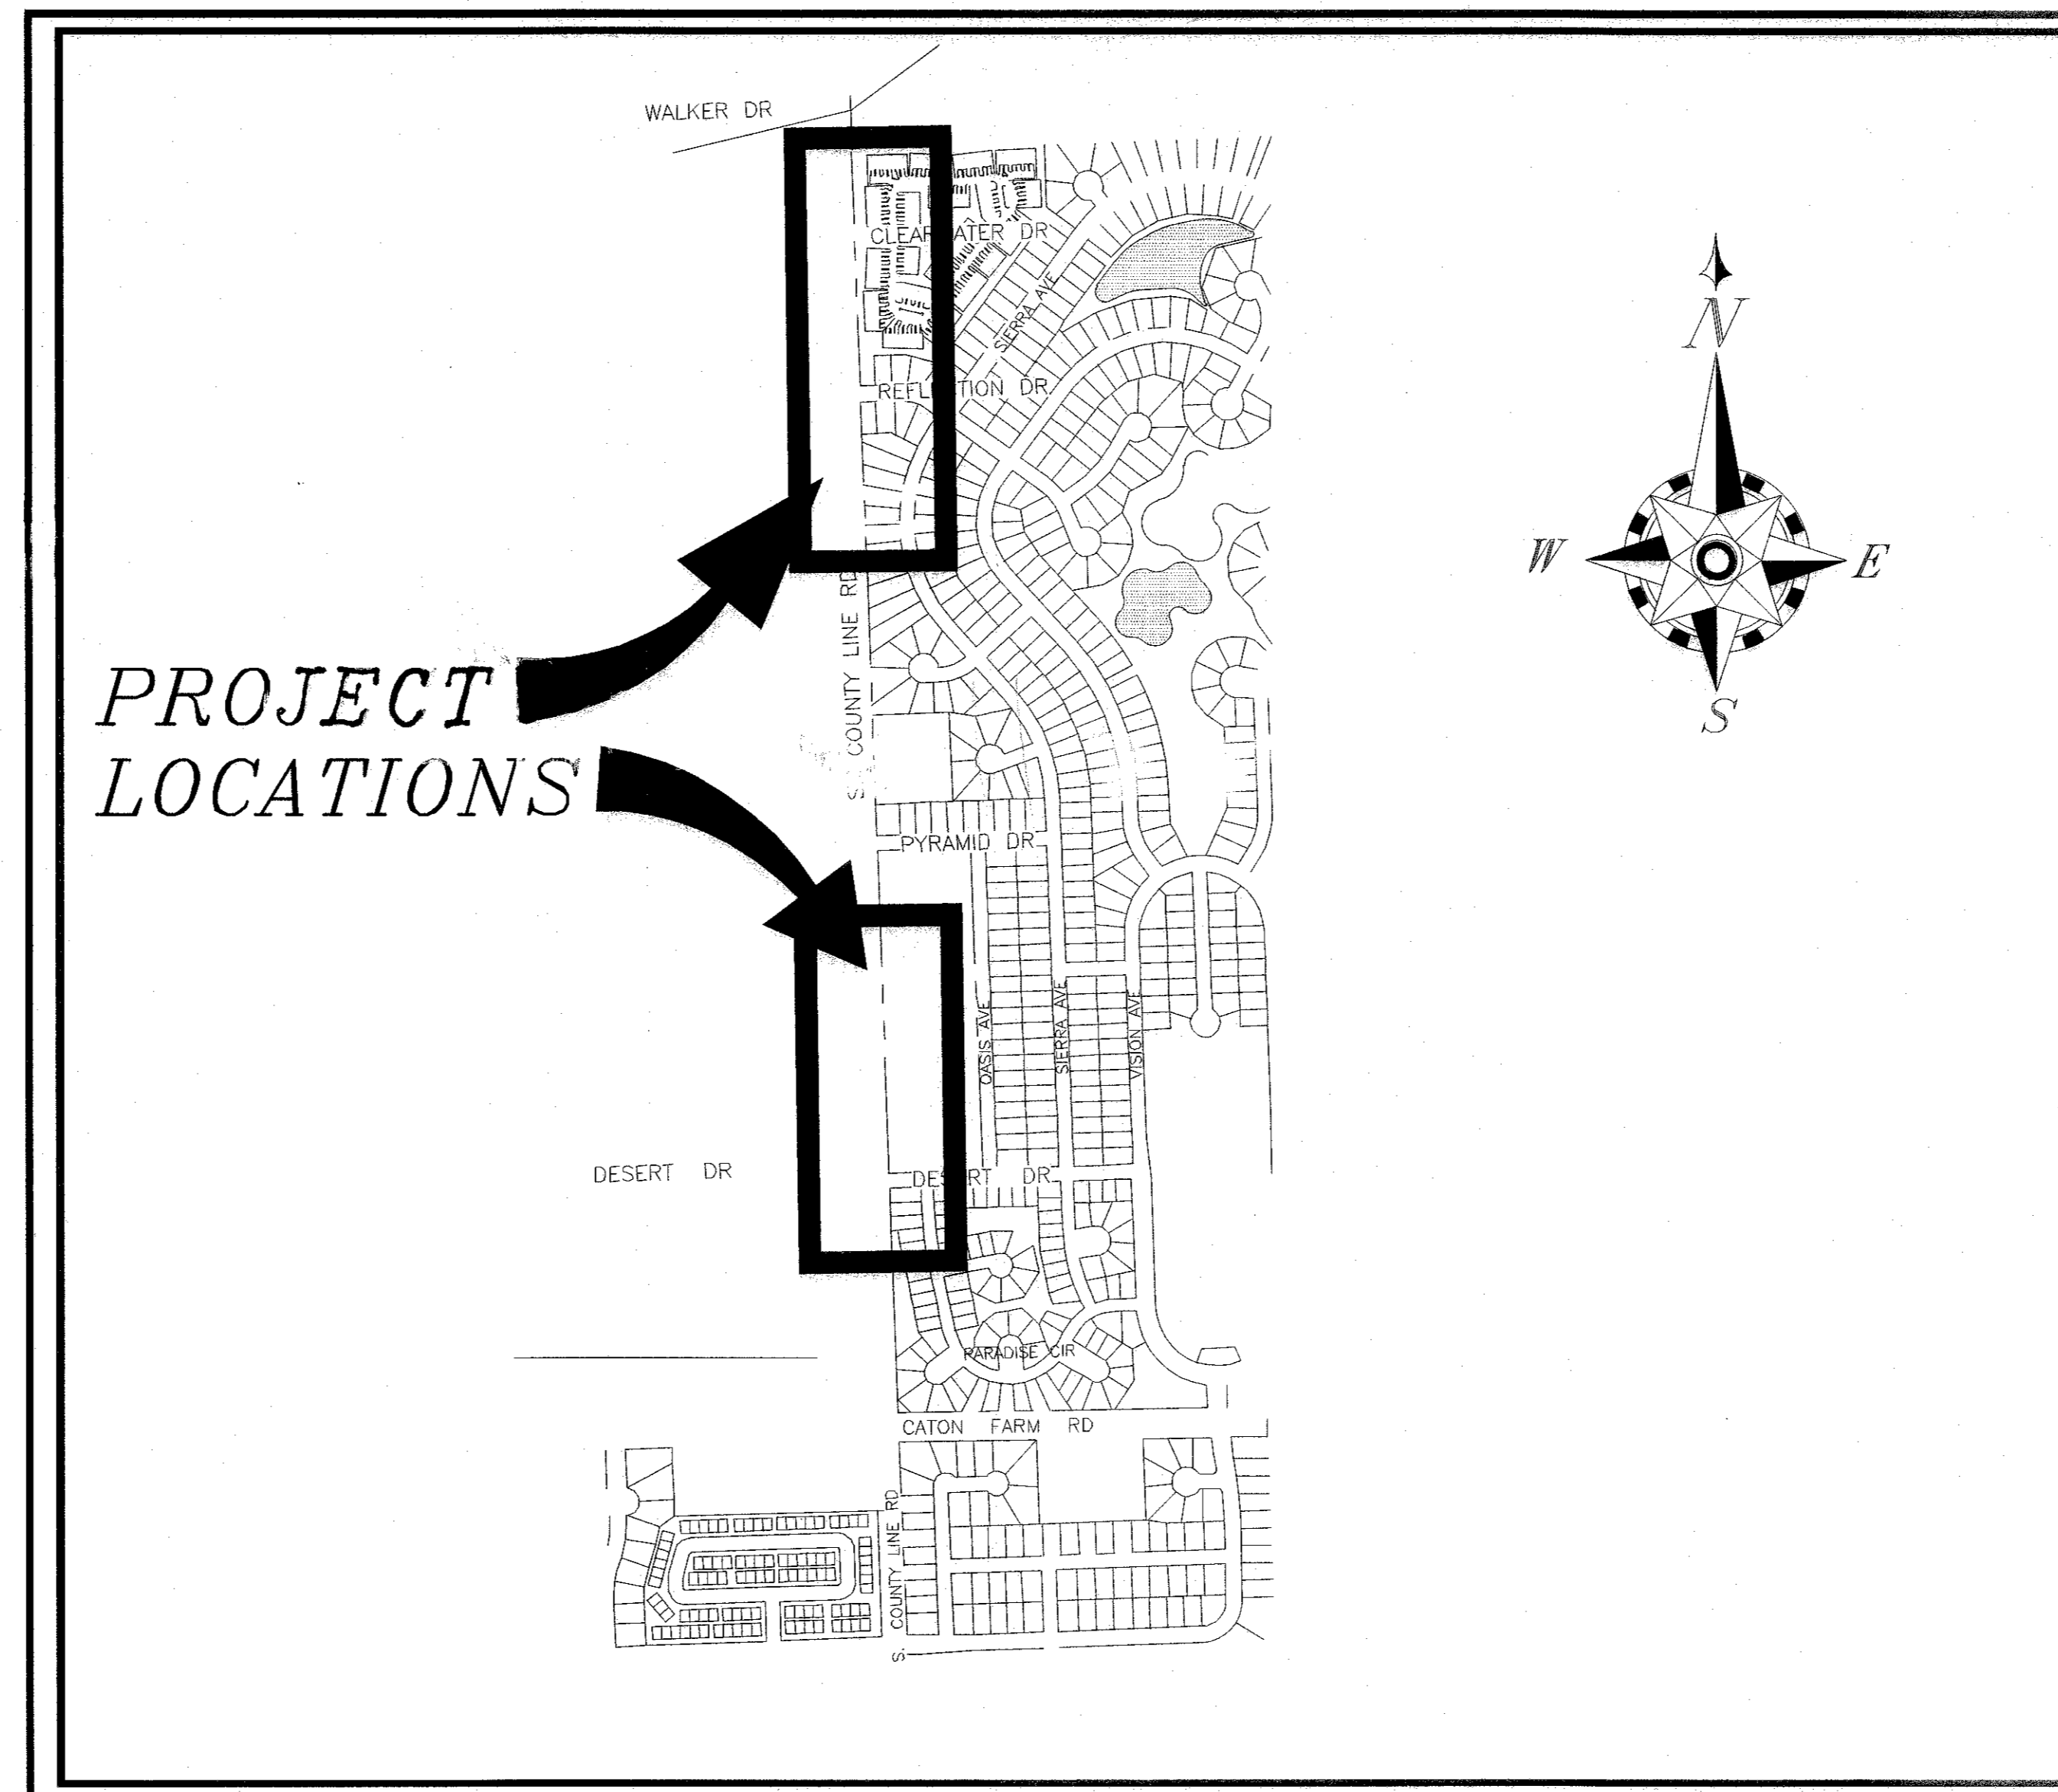 WALKER DR
CLEARWATER DR
SIERRA AVE
REFLECTION DR
N
W
E
S
S. COUNTY LINE RD
PROJECT
LOCATIONS
PYRAMID DR
OASIS AVE
SIERRA AVE
VISION AVE
DESERT DR
DESERT DR
PARADISE CIR
CATON FARM RD
S. COUNTY LINE RD